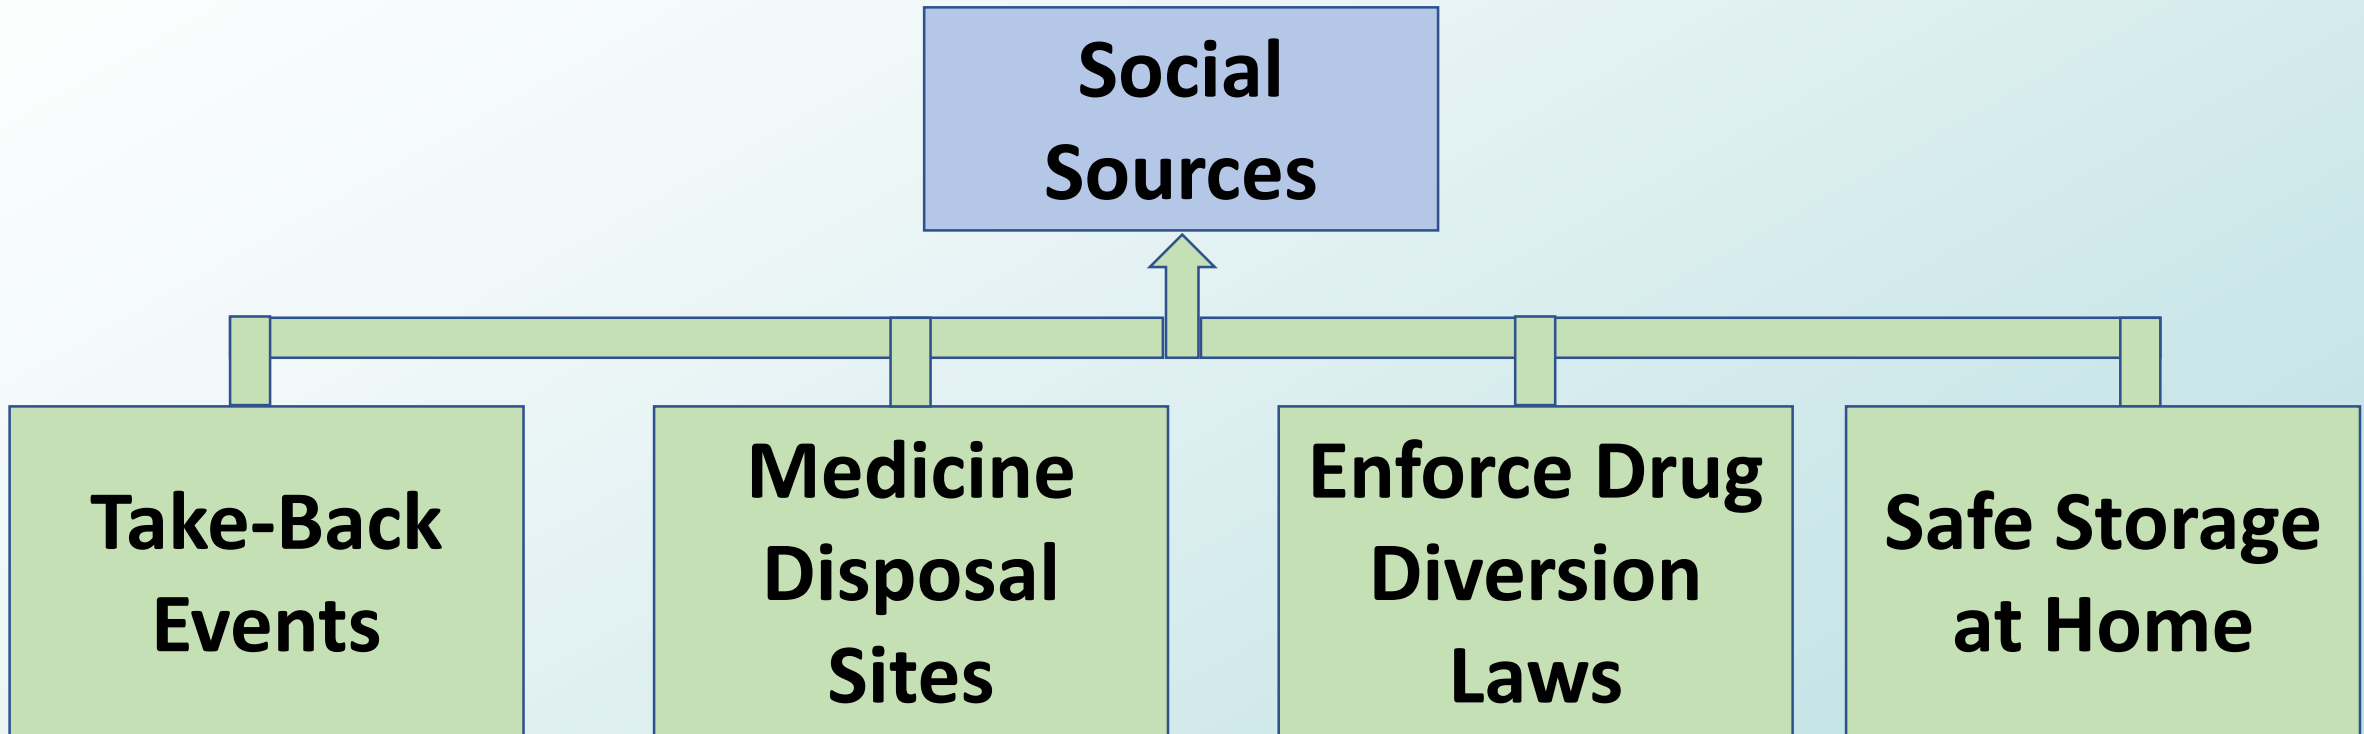 Social
Sources
Take-Back
Events
Medicine
Disposal
Sites
Enforce Drug
Diversion
Laws
Safe Storage
at Home